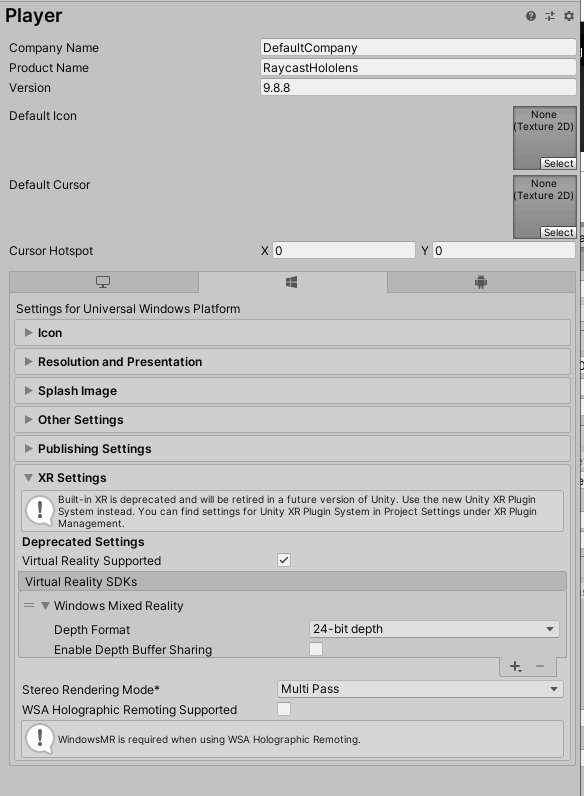 Player
Company Name DefaultCompany
Product Name RaycastHololens
Version 9.8.8
Default Icon None
(Texture 2D)
Select
Default Cursor None
(Texture 2D)
Select
Cursor Hotspot X 0 Y 0
Settings for Universal Windows Platform
Icon
Resolution and Presentation
Splash Image
Other Settings
Publishing Settings
XR Settings
Built-in XR is deprecated and will be retired in a future version of Unity. Use the new Unity XR Plugin
System instead. You can find settings for Unity XR Plugin System in Project Settings under XR Plugin
Management.
Deprecated Settings
Virtual Reality Supported
Virtual Reality SDKs
Windows Mixed Reality
Depth Format 24-bit depth
Enable Depth Buffer Sharing
Stereo Rendering Mode* Multi Pass
WSA Holographic Remoting Supported
WindowsMR is required when using WSA Holographic Remoting.